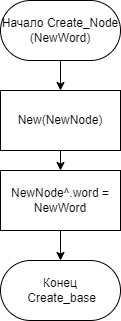 Начало Create_Node
(NewWord)
New(NewNode)
NewNode^.word =
NewWord
Конец
Create_base